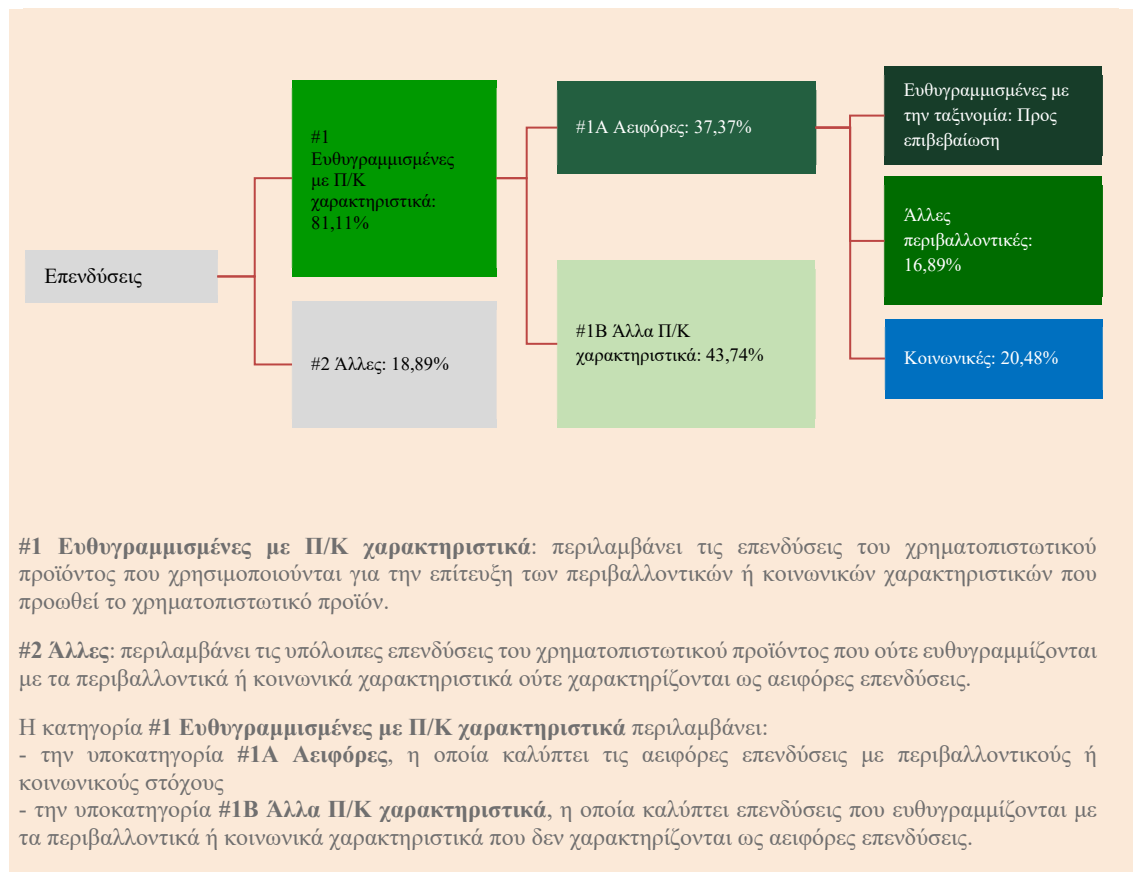 Επενδύσεις
#1
Ευθυγραμμισμένες
με Π/Κ
χαρακτηριστικά:
81,11%
#2 Άλλες: 18,89%
#1Α Αειφόρες: 37,37%
#1Β Άλλα Π/Κ
χαρακτηριστικά: 43,74%
Ευθυγραμμισμένες με
την ταξινομία: Προς
επιβεβαίωση
Άλλες
περιβαλλοντικές:
16,89%
Κοινωνικές: 20,48%
#1 Ευθυγραμμισμένες με Π/Κ χαρακτηριστικά: περιλαμβάνει τις επενδύσεις του χρηματοπιστωτικού
προϊόντος που χρησιμοποιούνται για την επίτευξη των περιβαλλοντικών ή κοινωνικών χαρακτηριστικών που
προωθεί το χρηματοπιστωτικό προϊόν.
#2 Άλλες: περιλαμβάνει τις υπόλοιπες επενδύσεις του χρηματοπιστωτικού προϊόντος που ούτε ευθυγραμμίζονται
με τα περιβαλλοντικά ή κοινωνικά χαρακτηριστικά ούτε χαρακτηρίζονται ως αειφόρες επενδύσεις.
Η κατηγορία #1 Ευθυγραμμισμένες με Π/Κ χαρακτηριστικά περιλαμβάνει:
- την υποκατηγορία #1Α Αειφόρες, η οποία καλύπτει τις αειφόρες επενδύσεις με περιβαλλοντικούς ή
κοινωνικούς στόχους
- την υποκατηγορία #1Β Άλλα Π/Κ χαρακτηριστικά, η οποία καλύπτει επενδύσεις που ευθυγραμμίζονται με
τα περιβαλλοντικά ή κοινωνικά χαρακτηριστικά που δεν χαρακτηρίζονται ως αειφόρες επενδύσεις.